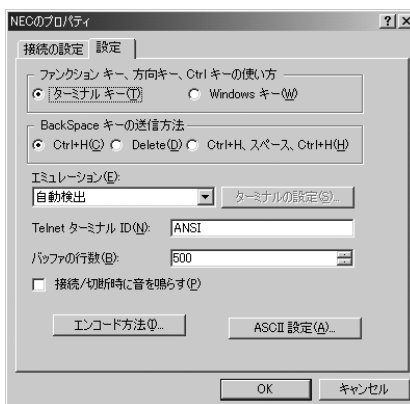 NECのプロパティ
接続の設定 設定
ファンクション キー、方向キー、Ctrl キーの使い方
ターミナル キー(T) Windows キー(W)
BackSpace キーの送信方法
Ctrl+H(C) Delete(D) Ctrl+H、スペース、Ctrl+H(H)
エミュレーション(E):
自動検出 ターミナルの設定(S)...
Telnet ターミナル ID(N): ANSI
バッファの行数(B): 500
接続/切断時に音を鳴らす(P)
エンコード方法(I)... ASCII 設定(A)...
OK キャンセル